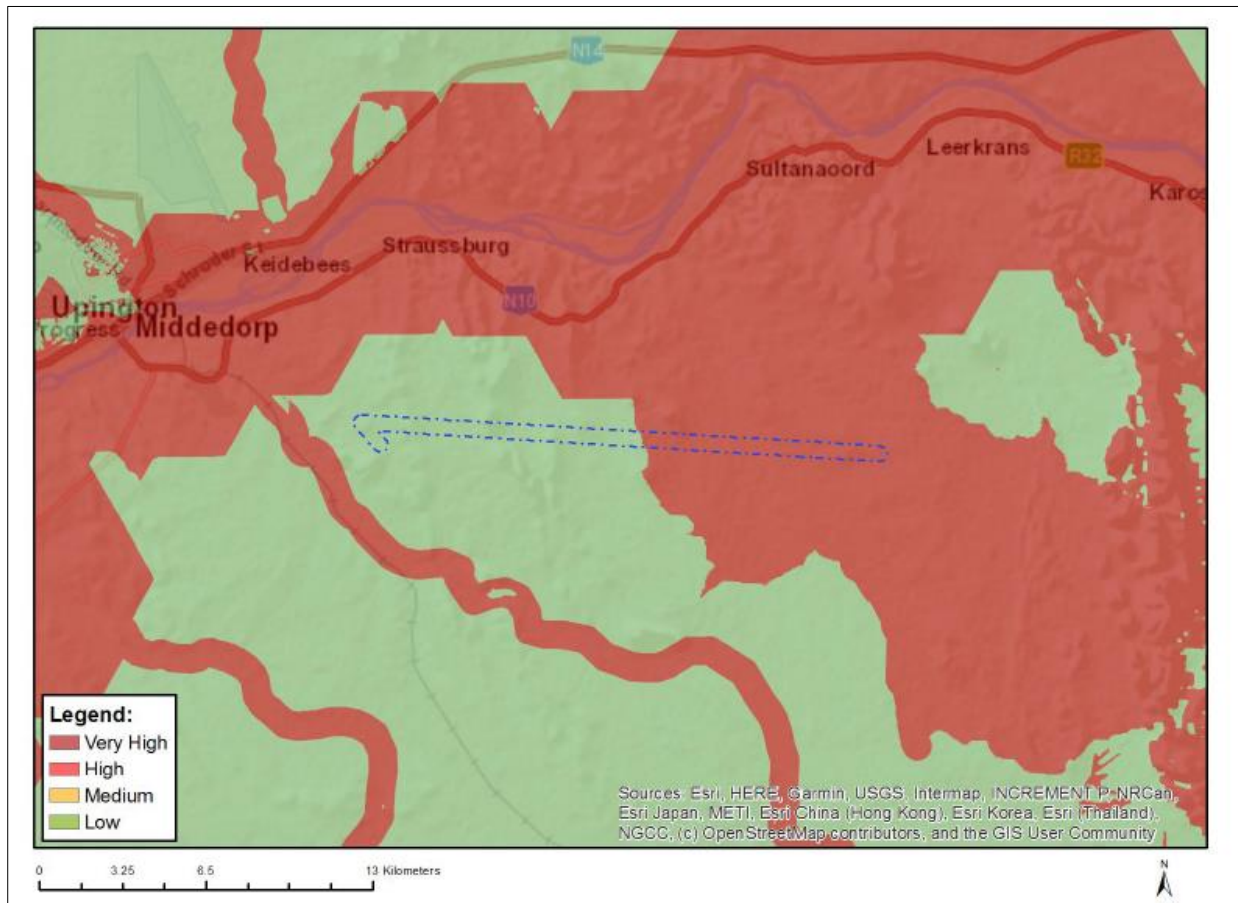 N14
Leerkrans
R32
Sultanaoord
Karos
Schroder St
Straussburg
Keidebees
N10
Upington
rogress
Middedorp
Legend:
Very High
High
Medium
Low
Sources: Esri, HERE, Garmin, USGS, Intermap, INCREMENT P, NRCan,
Esri Japan, METI, Esri China (Hong Kong), Esri Korea, Esri (Thailand),
NGCC, (c) OpenStreetMap contributors, and the GIS User Community
0 3.25 6.5 13 Kilometers
N